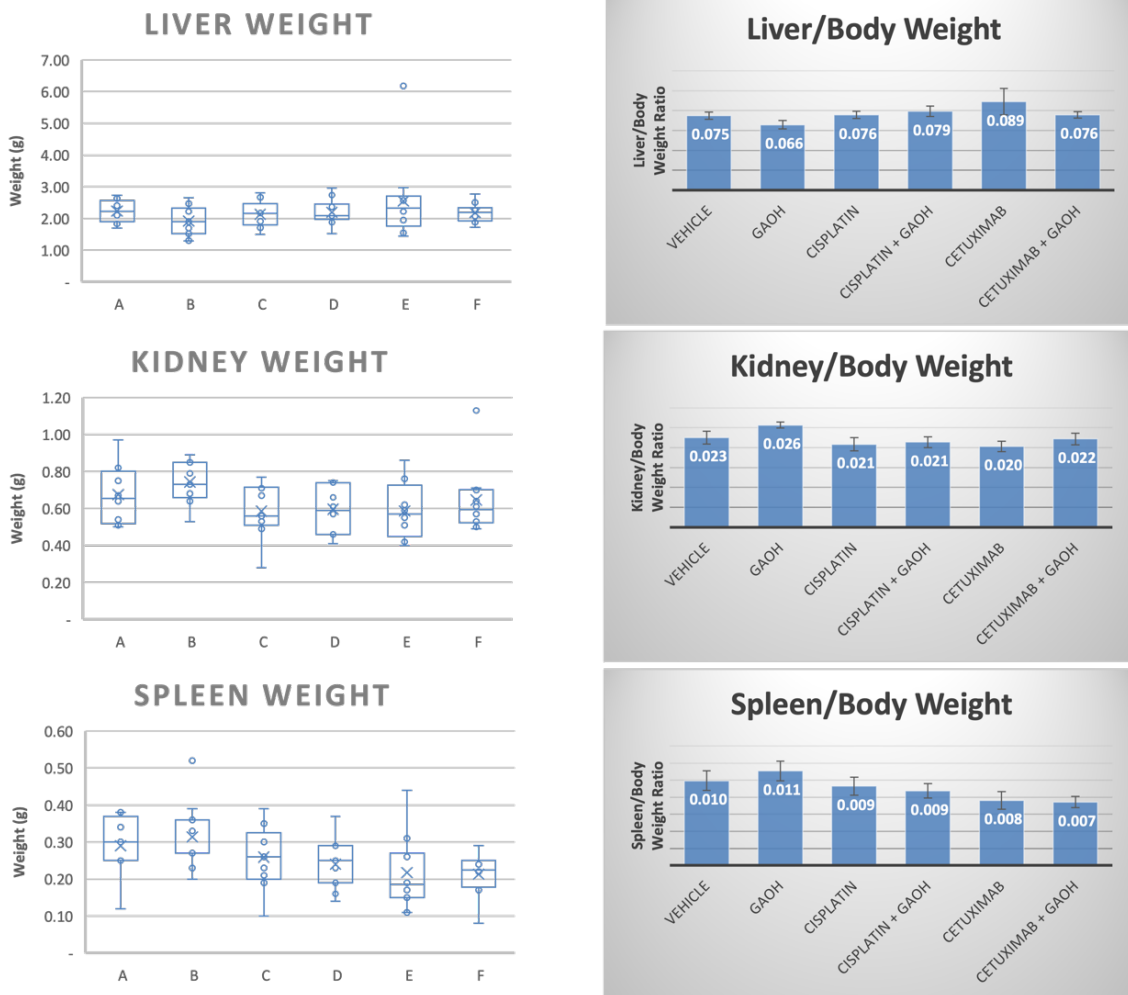 LIVER WEIGHT
Weight (g)
7.00
6.00
5.00
4.00
3.00
2.00
1.00
-
A B C D E F
Liver/Body Weight
Liver/Body
Weight Ratio
0.075 0.066 0.076 0.079 0.089 0.076
VEHICLE
GAOH
CISPLATIN
CISPLATIN + GAOH
CETUXIMAB
CETUXIMAB + GAOH
KIDNEY WEIGHT
Weight (g)
1.20
1.00
0.80
0.60
0.40
0.20
-
A B C D E F
Kidney/Body Weight
Kidney/Body
Weight Ratio
0.023 0.026 0.021 0.021 0.020 0.022
VEHICLE
GAOH
CISPLATIN
CISPLATIN + GAOH
CETUXIMAB
CETUXIMAB + GAOH
SPLEEN WEIGHT
Weight (g)
0.60
0.50
0.40
0.30
0.20
0.10
-
A B C D E F
Spleen/Body Weight
Spleen/Body
Weight Ratio
0.010 0.011 0.009 0.009 0.008 0.007
VEHICLE
GAOH
CISPLATIN
CISPLATIN + GAOH
CETUXIMAB
CETUXIMAB + GAOH